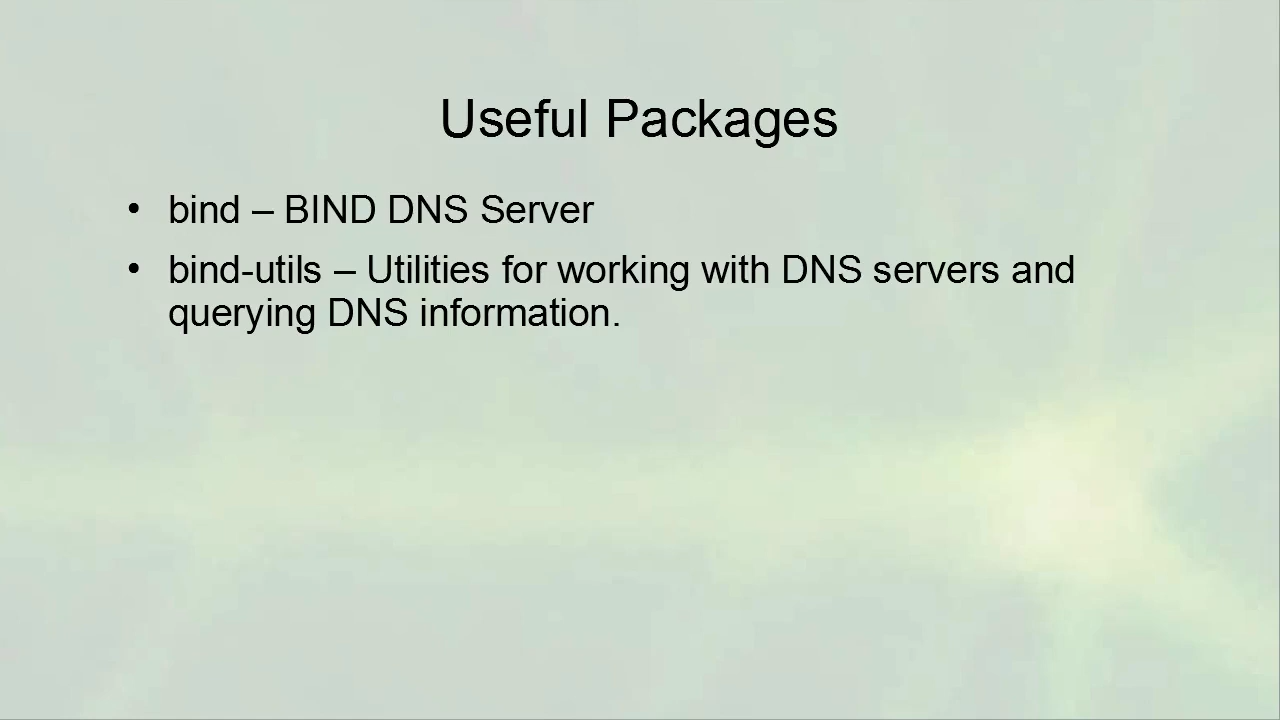 Useful Packages
• bind – BIND DNS Server
• bind-utils – Utilities for working with DNS servers and
querying DNS information.